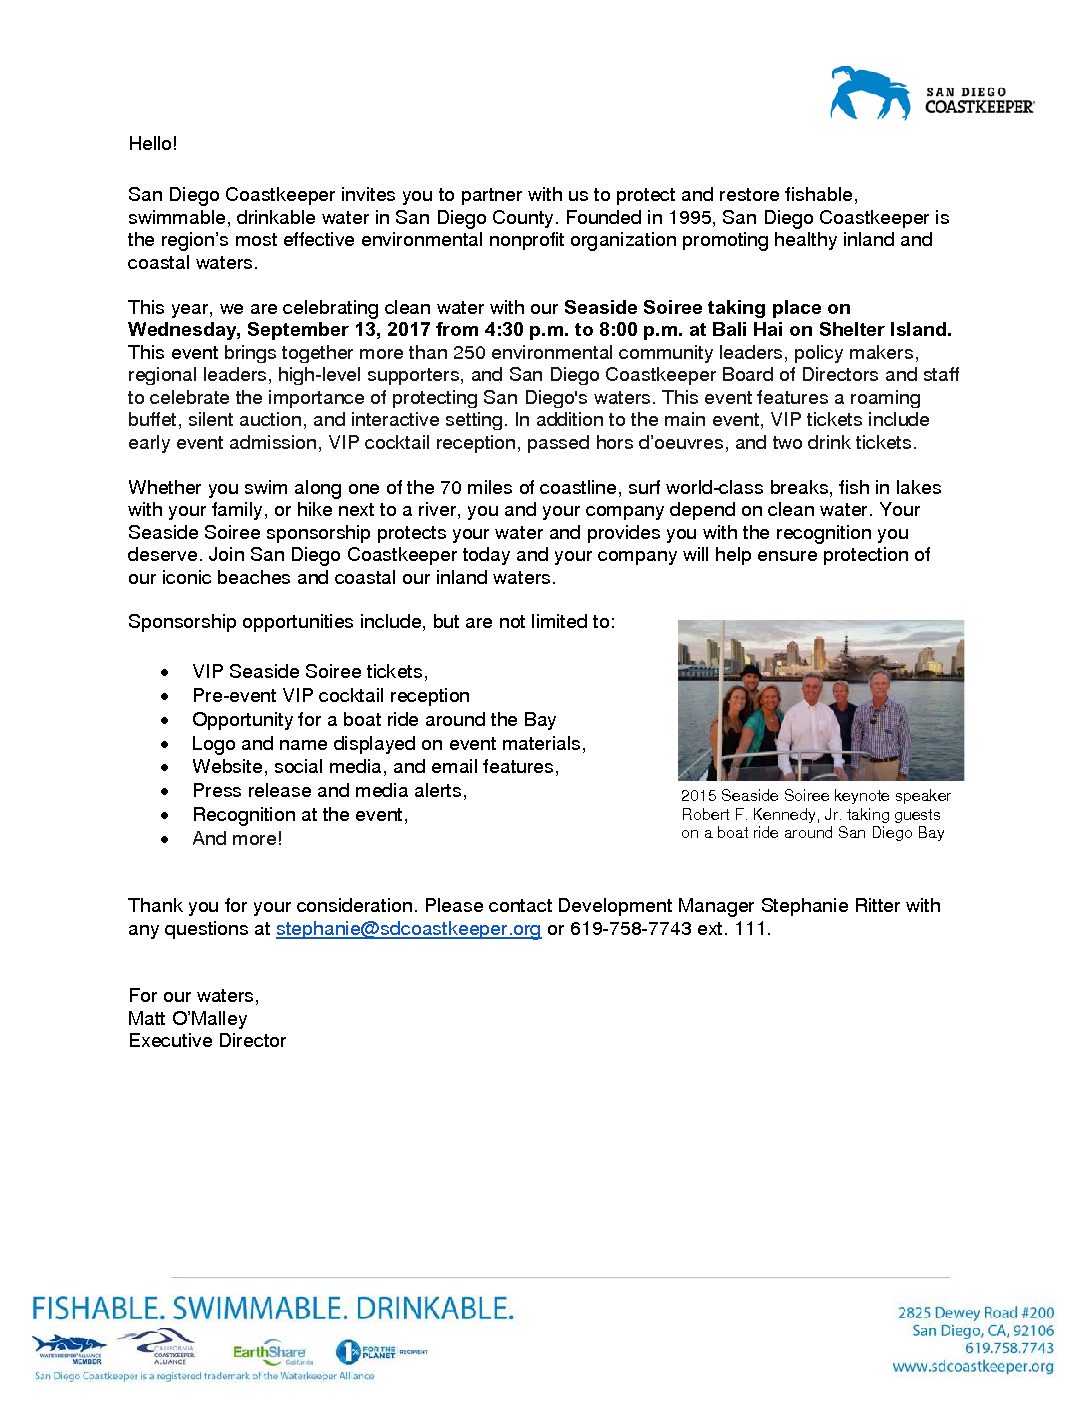 SAN DIEGO
COASTKEEPER®
Hello!
San Diego Coastkeeper invites you to partner with us to protect and restore fishable,
swimmable, drinkable water in San Diego County. Founded in 1995, San Diego Coastkeeper is
the region’s most effective environmental nonprofit organization promoting healthy inland and
coastal waters.
This year, we are celebrating clean water with our Seaside Soiree taking place on
Wednesday, September 13, 2017 from 4:30 p.m. to 8:00 p.m. at Bali Hai on Shelter Island.
This event brings together more than 250 environmental community leaders, policy makers,
regional leaders, high-level supporters, and San Diego Coastkeeper Board of Directors and staff
to celebrate the importance of protecting San Diego's waters. This event features a roaming
buffet, silent auction, and interactive setting. In addition to the main event, VIP tickets include
early event admission, VIP cocktail reception, passed hors d’oeuvres, and two drink tickets.
Whether you swim along one of the 70 miles of coastline, surf world-class breaks, fish in lakes
with your family, or hike next to a river, you and your company depend on clean water. Your
Seaside Soiree sponsorship protects your water and provides you with the recognition you
deserve. Join San Diego Coastkeeper today and your company will help ensure protection of
our iconic beaches and coastal our inland waters.
Sponsorship opportunities include, but are not limited to:
• VIP Seaside Soiree tickets,
• Pre-event VIP cocktail reception
• Opportunity for a boat ride around the Bay
• Logo and name displayed on event materials,
• Website, social media, and email features,
• Press release and media alerts,
• Recognition at the event,
• And more!
2015 Seaside Soiree keynote speaker
Robert F. Kennedy, Jr. taking guests
on a boat ride around San Diego Bay
Thank you for your consideration. Please contact Development Manager Stephanie Ritter with
any questions at stephanie@sdcoastkeeper.org or 619-758-7743 ext. 111.
For our waters,
Matt O’Malley
Executive Director
FISHABLE. SWIMMABLE. DRINKABLE.
WATERKEEPER® ALLIANCE
MEMBER
CALIFORNIA
COASTKEEPER
ALLIANCE
EarthShare
California
1% FOR THE
PLANET RECIPIENT
San Diego Coastkeeper is a registered trademark of the Waterkeeper Alliance
2825 Dewey Road #200
San Diego, CA, 92106
619.758.7743
www.sdcoastkeeper.org